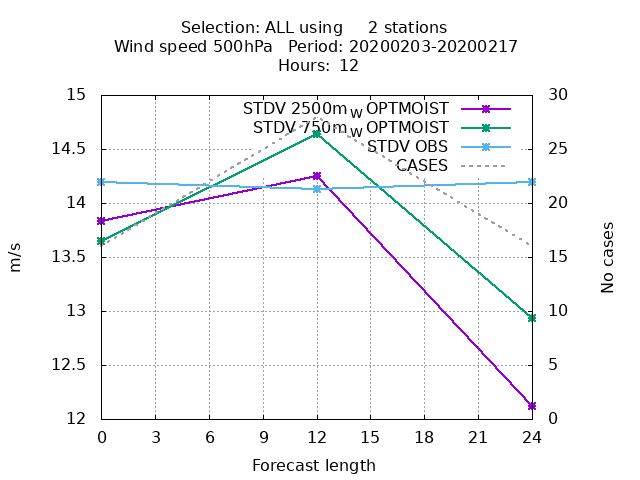 Selection: ALL using     2 stations
Wind speed 500hPa   Period: 20200203-20200217
Hours: 12
15
30
STDV 2500m_W OPTMOIST
STDV 750m_W OPTMOIST
STDV OBS
CASES
14.5
25
14
20
13.5
15
13
10
12.5
5
12
0
m/s
No cases
0 3 6 9 12 15 18 21 24
Forecast length